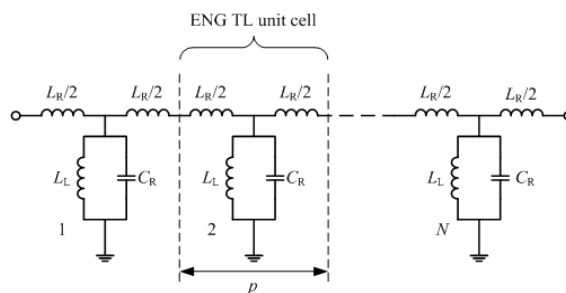 ENG TL unit cell
L_R/2 L_R/2 L_R/2 L_R/2 L_R/2 L_R/2
L_L C_R L_L C_R L_L C_R
1 2 N
p